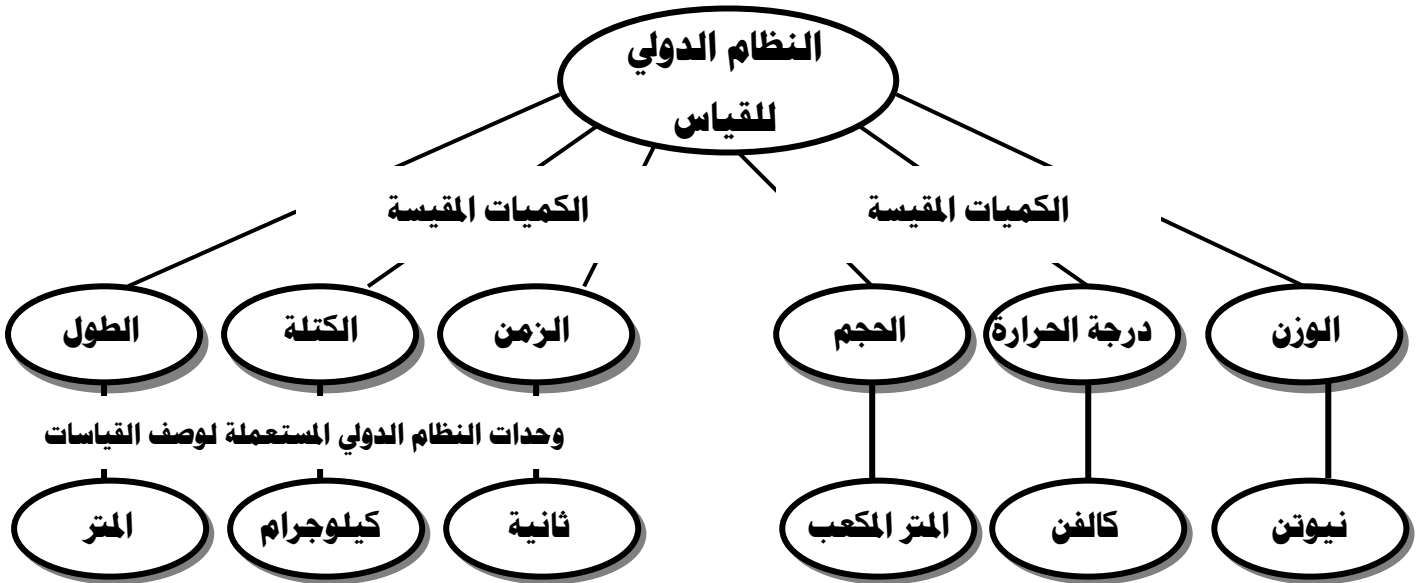 النظام الدولي
للقياس
الكميات المقيسة
الكميات المقيسة
الوزن
درجة الحرارة
الحجم
الزمن
الكتلة
الطول
وحدات النظام الدولي المستعملة لوصف القياسات
نيوتن
كالفن
المتر المكعب
ثانية
كيلوجرام
المتر